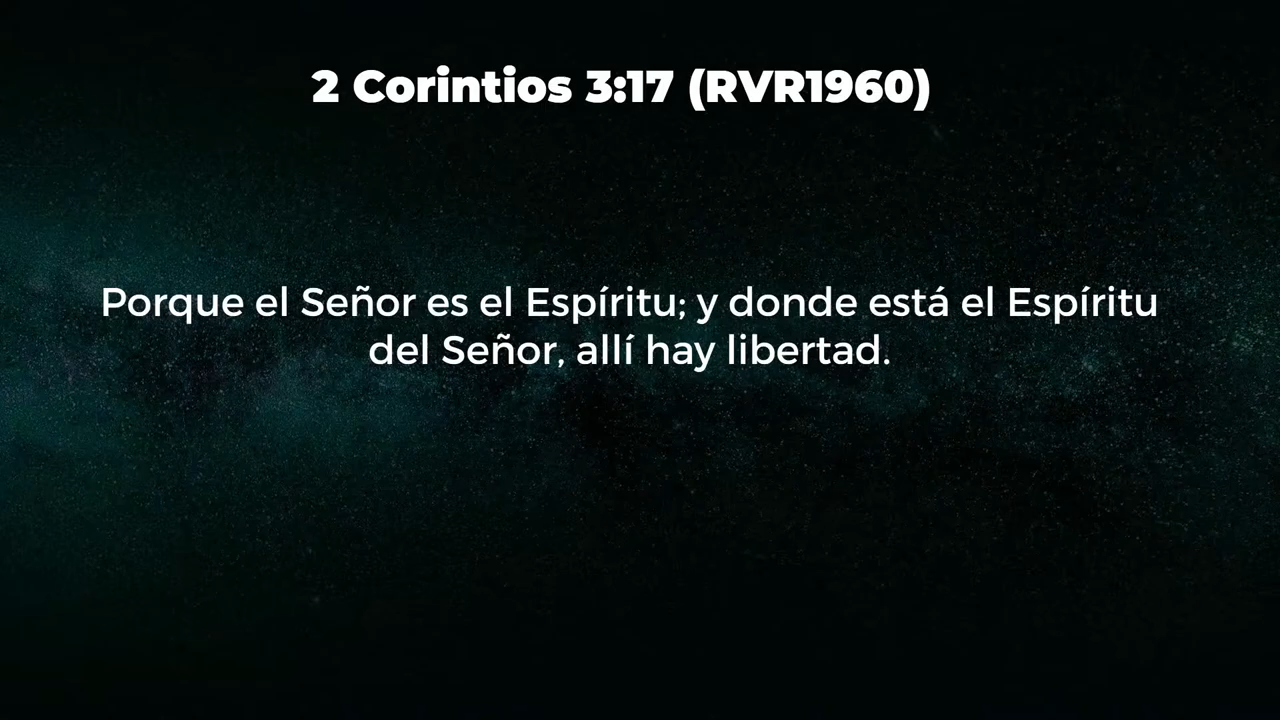 2 Corintios 3:17 (RVR1960)
Porque el Señor es el Espíritu; y donde está el Espíritu
del Señor, allí hay libertad.